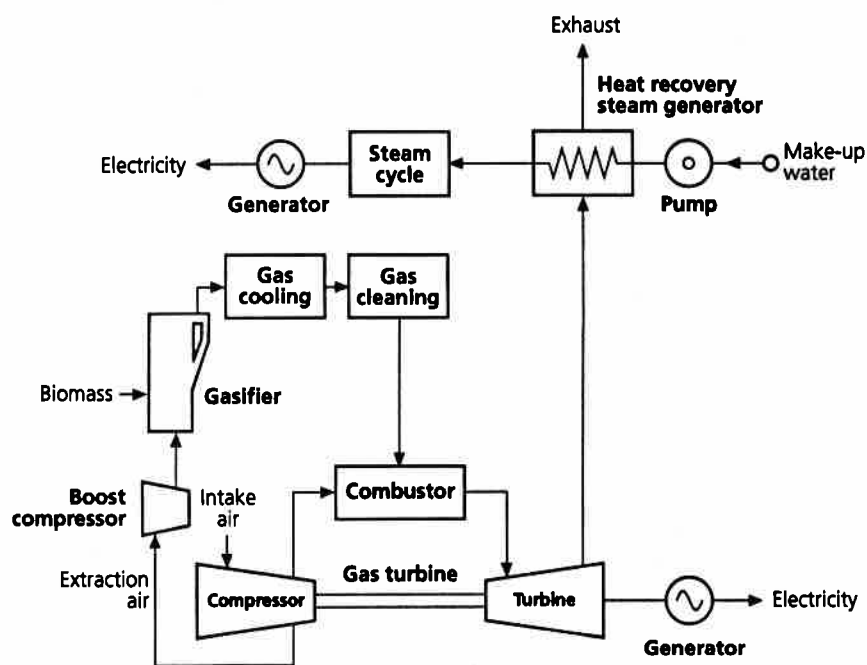 Exhaust
Heat recovery
steam generator
Electricity
Generator
Steam
cycle
Pump
Make-up
water
Gas
cooling
Gas
cleaning
Biomass
Gasifier
Boost
compressor
Intake
air
Combustor
Extraction
air
Compressor
Gas turbine
Turbine
Generator
Electricity